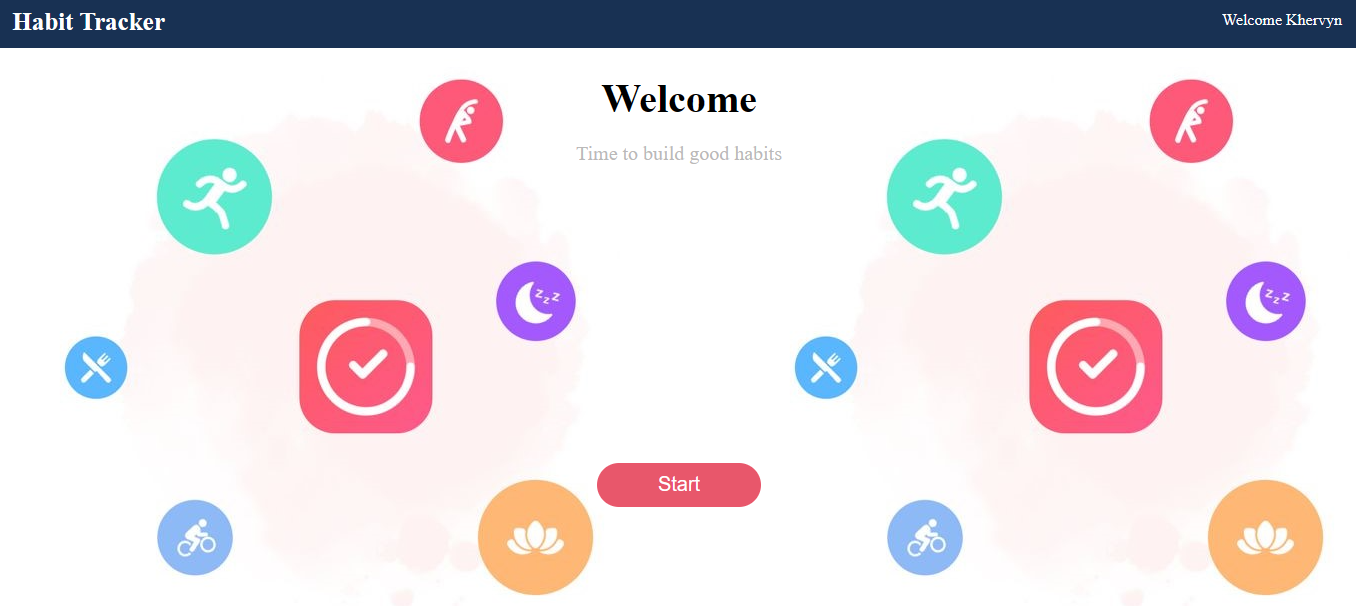 Habit Tracker
Welcome Khervyn
Welcome
Time to build good habits
z z z
z z z
Start